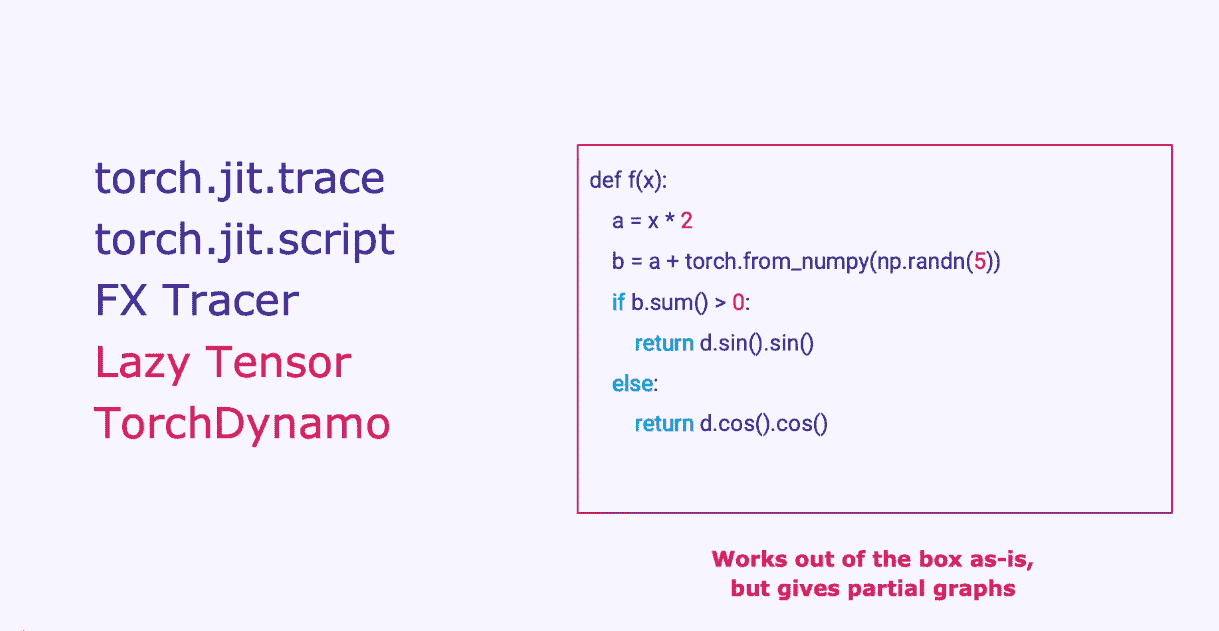 torch.jit.trace
torch.jit.script
FX Tracer
Lazy Tensor
TorchDynamo
def f(x):
a = x * 2
b = a + torch.from_numpy(np.randn(5))
if b.sum() > 0:
return d.sin().sin()
else:
return d.cos().cos()
Works out of the box as-is,
but gives partial graphs